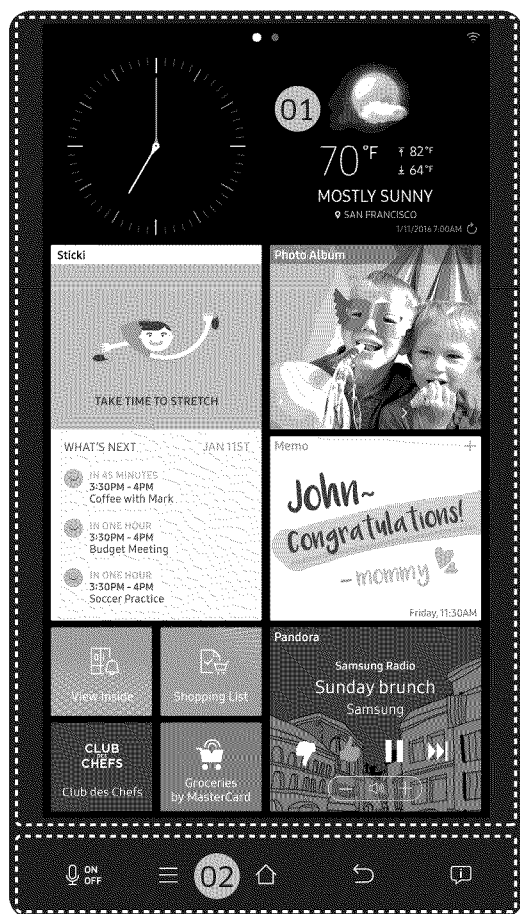 01
70°F
82°F
64°F
MOSTLY SUNNY
SAN FRANCISCO
1/11/2016 7:00AM
Sticki
TAKE TIME TO STRETCH
Photo Album
WHAT'S NEXT JAN 11ST
IN 45 MINUTES
3:30PM - 4PM
Coffee with Mark
IN ONE HOUR
3:30PM - 4PM
Budget Meeting
IN ONE HOUR
3:30PM - 4PM
Soccer Practice
Memo
John~
Congratulations!
- mommy
Friday, 11:30AM
View Inside
Shopping List
CLUB
DES
CHEFS
Club des Chefs
Groceries
by MasterCard
Pandora
Samsung Radio
Sunday brunch
Samsung
ON
OFF
02